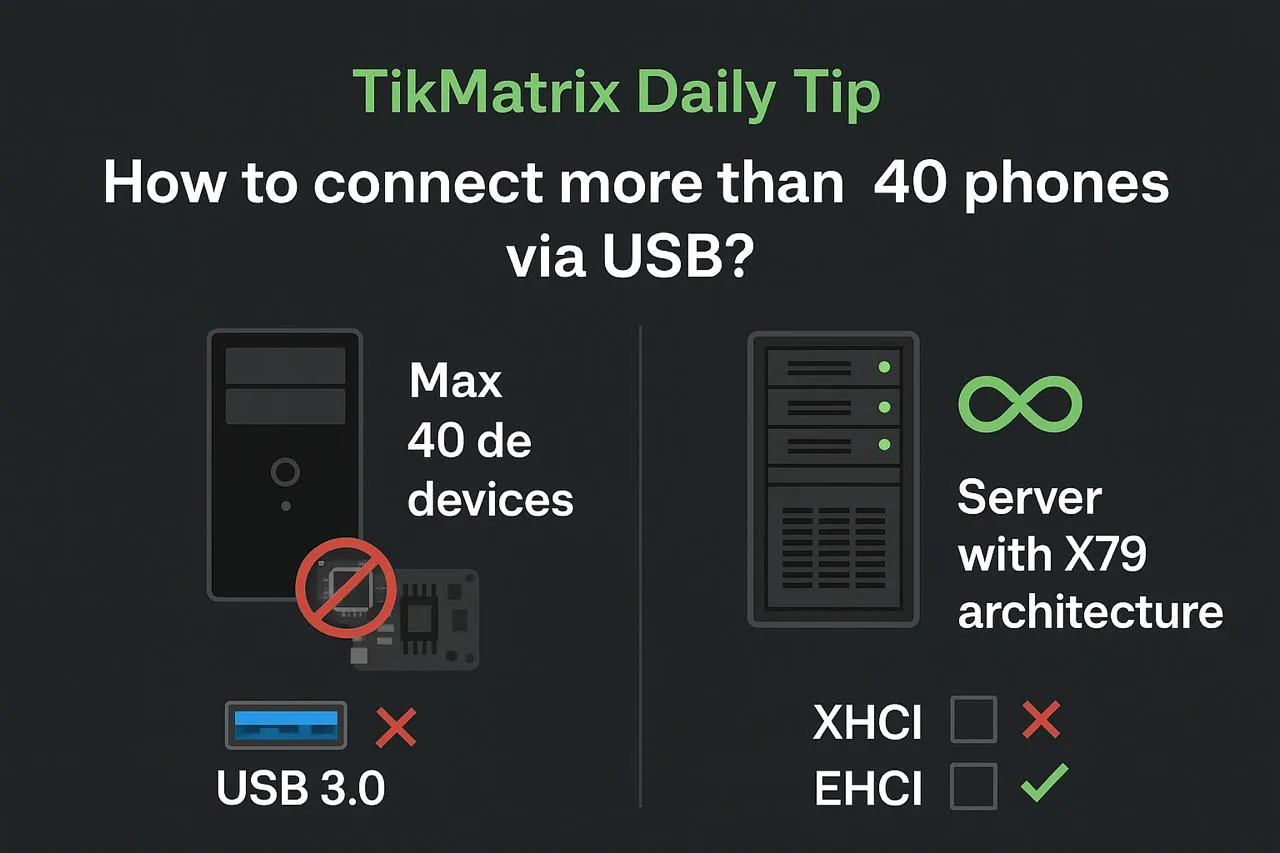 TikMatrix Daily Tip
How to connect more than 40 phones
via USB?
Max
40 de
devices
USB 3.0
Server
with X79
architecture
XHCI
EHCI